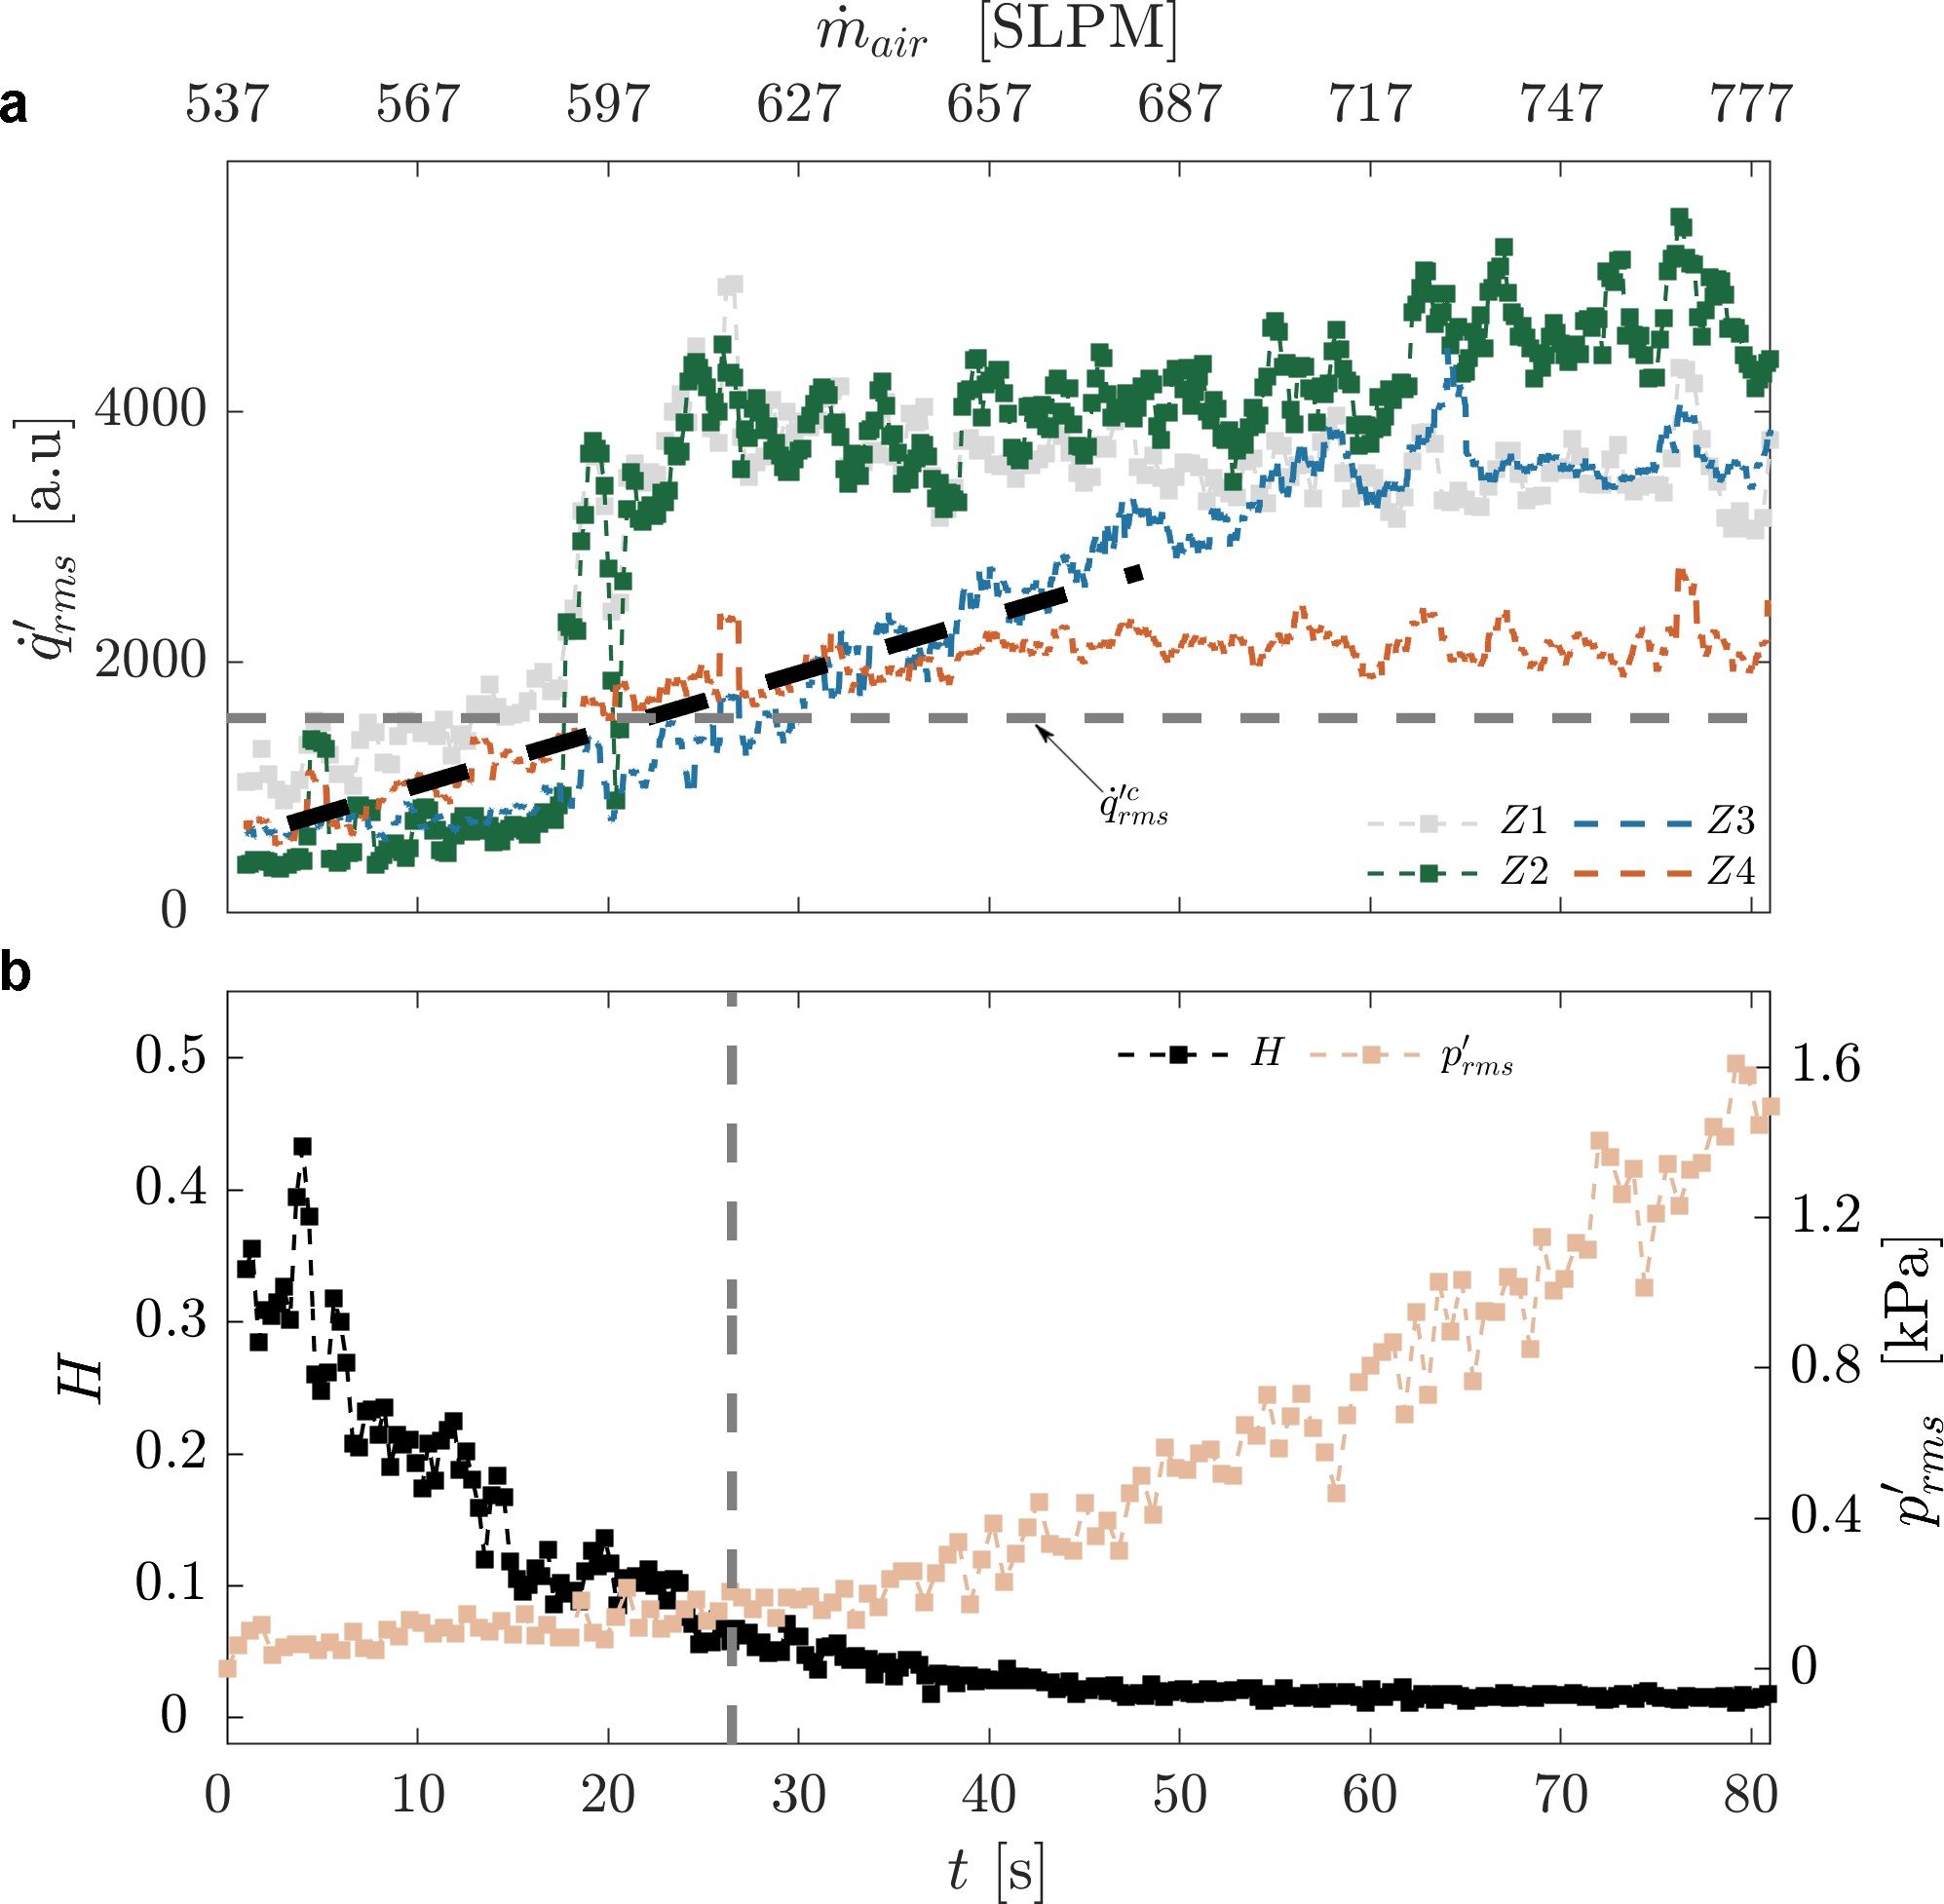 ṁair [SLPM]
a
537 567 597 627 657 687 717 747 777
q̇′rms [a.u]
4000
2000
0
q̇′crms
Z1 Z3
Z2 Z4
b
H p′rms
H
0.5
0.4
0.3
0.2
0.1
0
p′rms [kPa]
1.6
1.2
0.8
0.4
0
0 10 20 30 40 50 60 70 80
t [s]